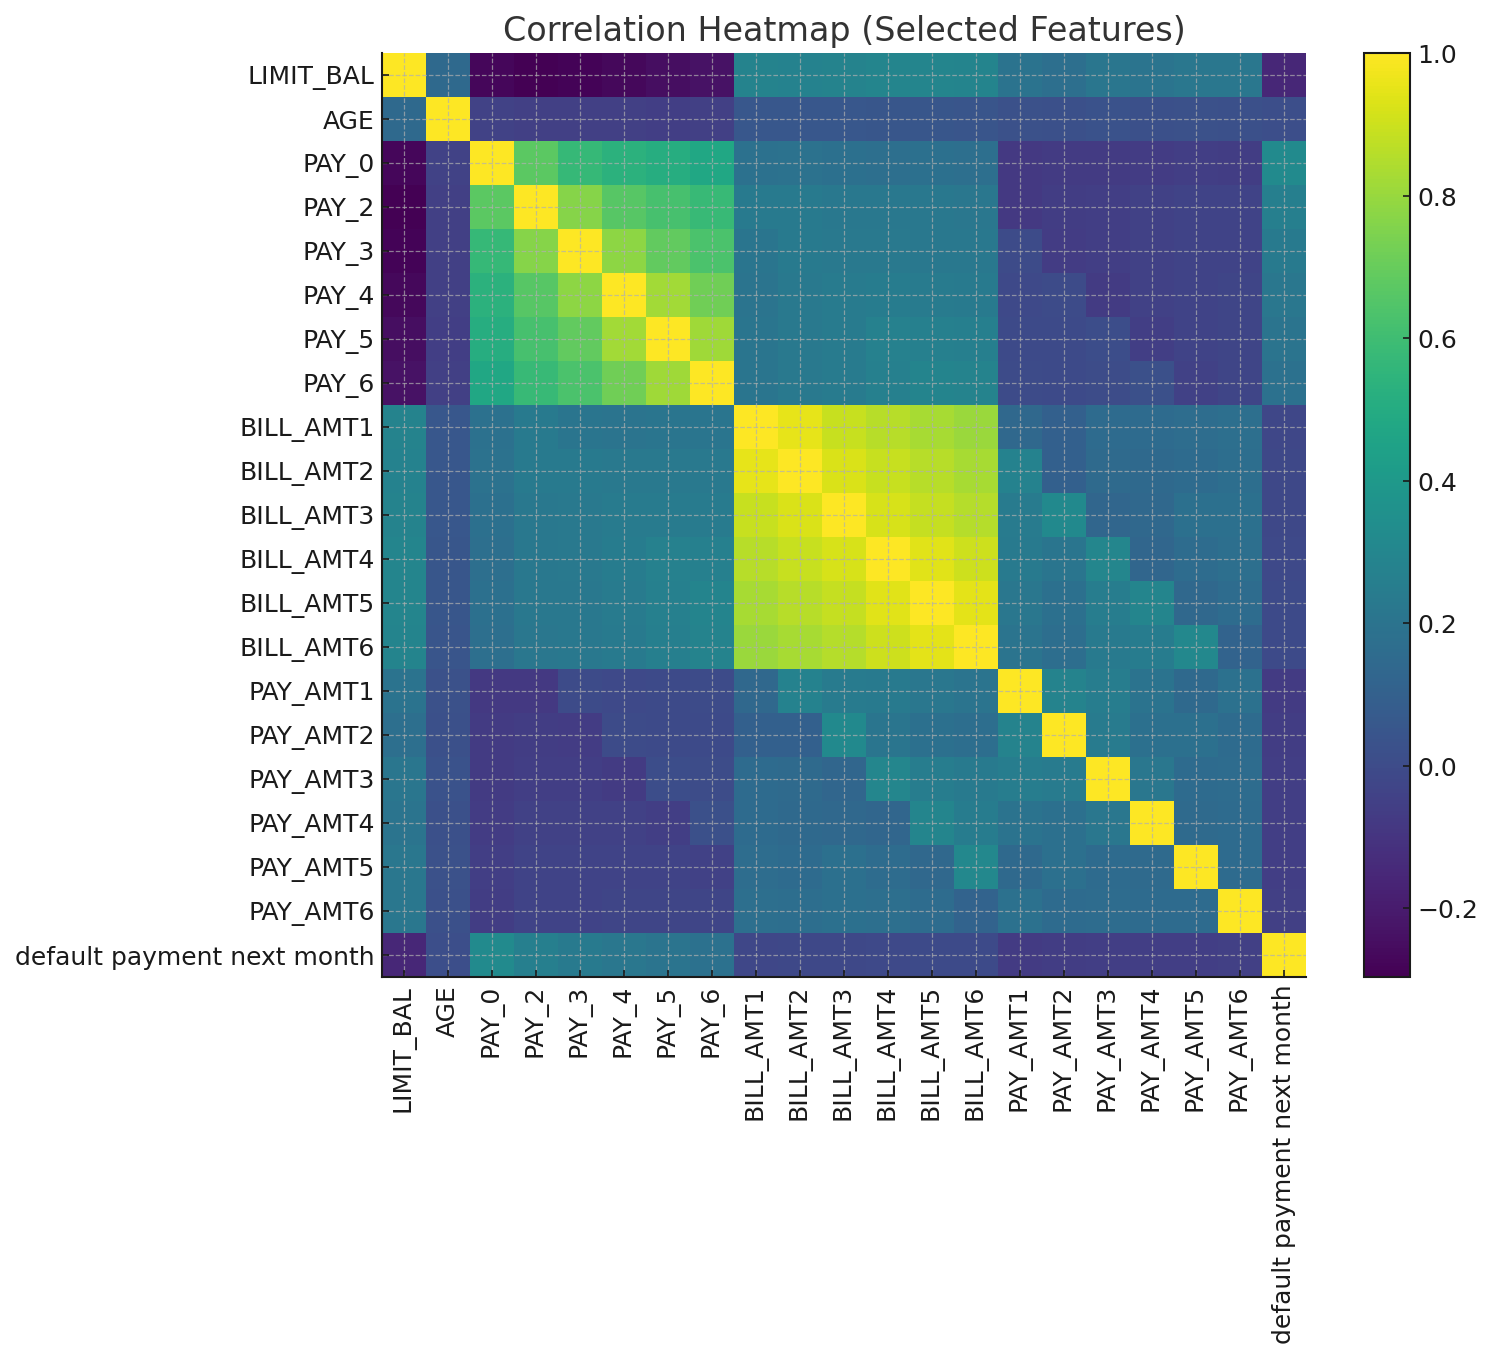 Correlation Heatmap (Selected Features)
LIMIT_BAL
AGE
PAY_0
PAY_2
PAY_3
PAY_4
PAY_5
PAY_6
BILL_AMT1
BILL_AMT2
BILL_AMT3
BILL_AMT4
BILL_AMT5
BILL_AMT6
PAY_AMT1
PAY_AMT2
PAY_AMT3
PAY_AMT4
PAY_AMT5
PAY_AMT6
default payment next month
LIMIT_BAL
AGE
PAY_0
PAY_2
PAY_3
PAY_4
PAY_5
PAY_6
BILL_AMT1
BILL_AMT2
BILL_AMT3
BILL_AMT4
BILL_AMT5
BILL_AMT6
PAY_AMT1
PAY_AMT2
PAY_AMT3
PAY_AMT4
PAY_AMT5
PAY_AMT6
default payment next month
1.0
0.8
0.6
0.4
0.2
0.0
−0.2